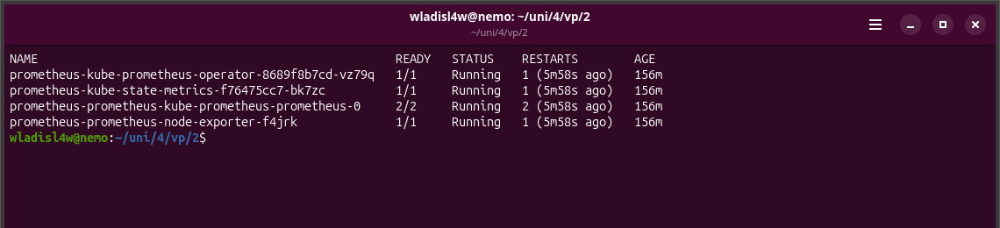 wladisl4w@nemo: ~/uni/4/vp/2
~/uni/4/vp/2
NAME READY STATUS RESTARTS AGE
prometheus-kube-prometheus-operator-8689f8b7cd-vz79q 1/1 Running 1 (5m58s ago) 156m
prometheus-kube-state-metrics-f76475cc7-bk7zc 1/1 Running 1 (5m58s ago) 156m
prometheus-prometheus-kube-prometheus-prometheus-0 2/2 Running 2 (5m58s ago) 156m
prometheus-prometheus-node-exporter-f4jrk 1/1 Running 1 (5m58s ago) 156m
wladisl4w@nemo:~/uni/4/vp/2$